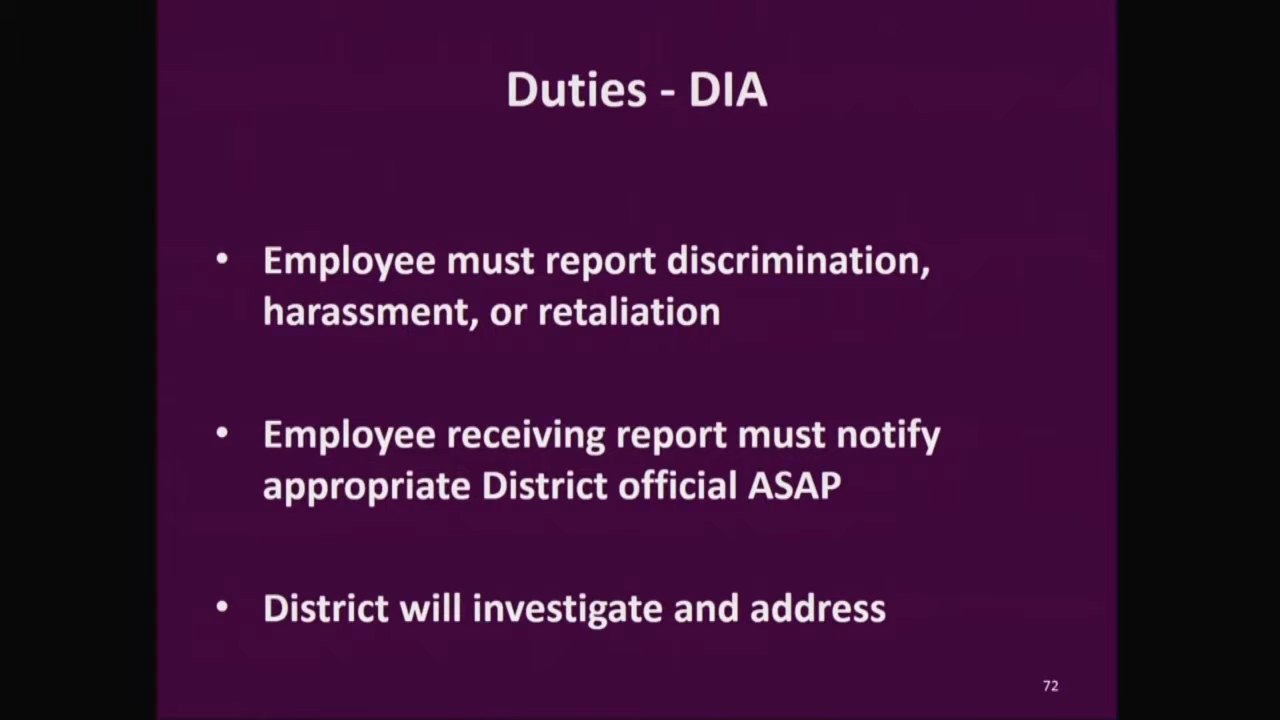 Duties - DIA
• Employee must report discrimination,
harassment, or retaliation
• Employee receiving report must notify
appropriate District official ASAP
• District will investigate and address
72